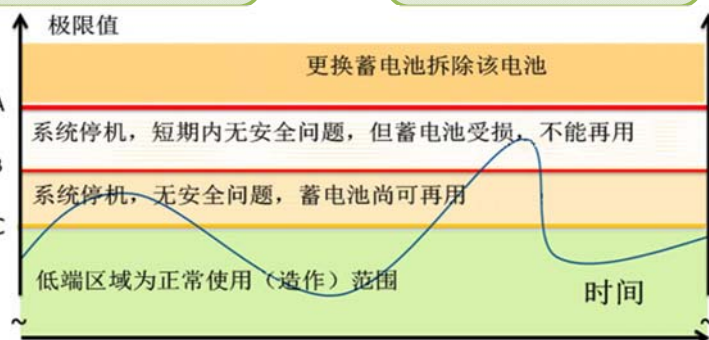 极限值
更换蓄电池拆除该电池
A
系统停机，短期内无安全问题，但蓄电池受损，不能再用
B
系统停机，无安全问题，蓄电池尚可再用
C
低端区域为正常使用（造作）范围
时间
~
~